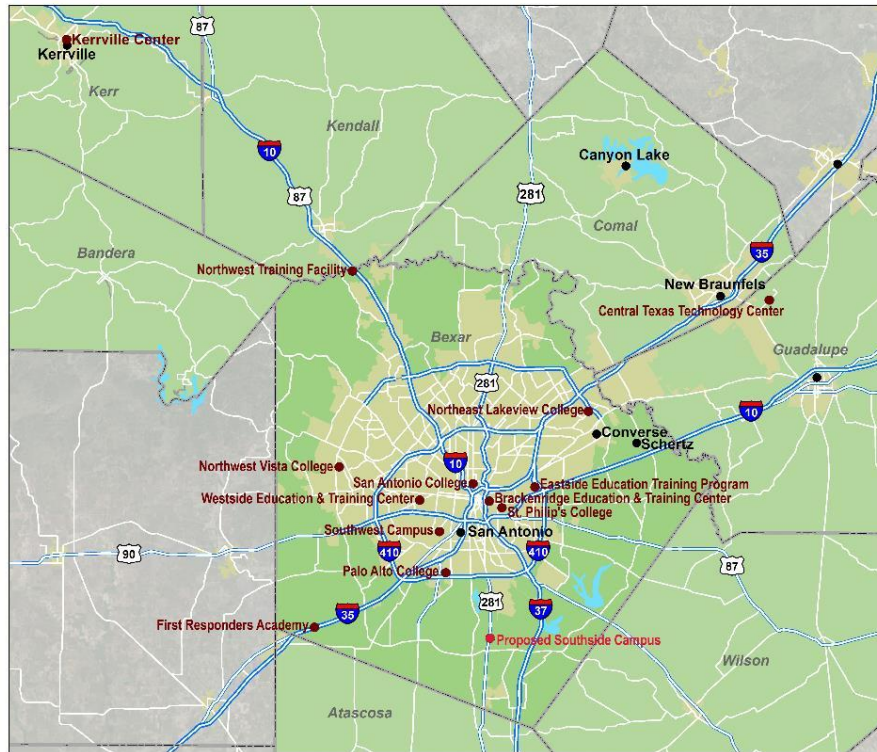 87
Kerrville Center
Kerrville
Kerr
Kendall
10
Canyon Lake
87
281
Comal
Bandera
35
Northwest Training Facility
New Braunfels
Central Texas Technology Center
Bexar
Guadalupe
281
Northeast Lakeview College
10
Converse
Schertz
10
Northwest Vista College
San Antonio College
Eastside Education Training Program
Westside Education & Training Center
Brackenridge Education & Training Center
St. Philip's College
Southwest Campus
San Antonio
90
410
410
87
Palo Alto College
281
37
35
First Responders Academy
Proposed Southside Campus
Wilson
Atascosa